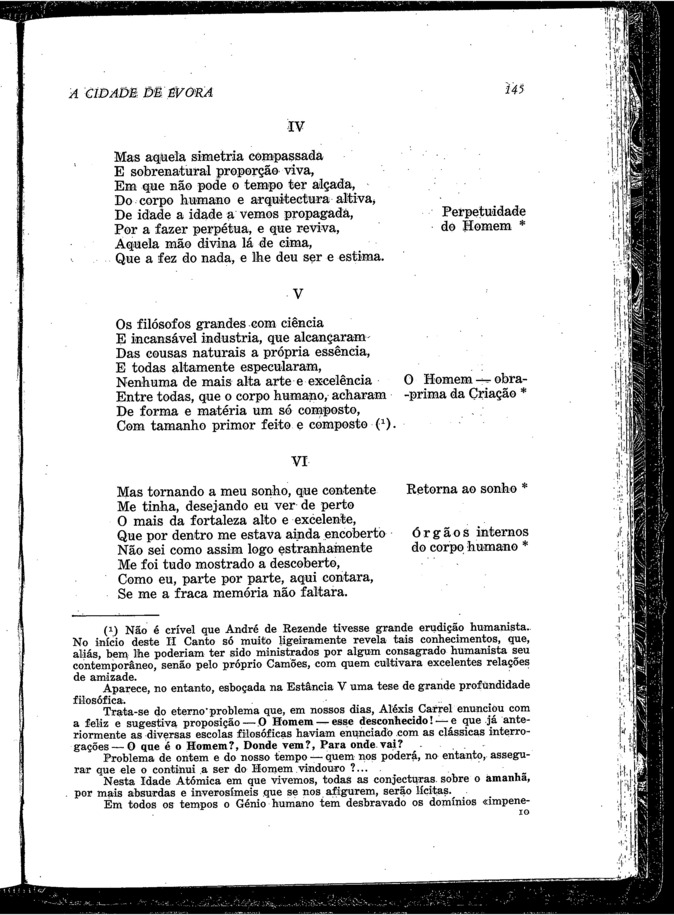 A CIDADE DE ÉVORA 145
IV
Mas aquela simetria compassada
E sobrenatural proporção viva,
Em que não pode o tempo ter alçada,
Do corpo humano e arquitectura altiva,
De idade a idade a vemos propagada,
Por a fazer perpétua, e que reviva,
Aquela mão divina lá de cima,
Que a fez do nada, e lhe deu ser e estima.
Perpetuidade
do Homem *
V
Os filósofos grandes com ciência
E incansável industria, que alcançaram
Das cousas naturais a própria essência,
E todas altamente especularam,
Nenhuma de mais alta arte e excelência
Entre todas, que o corpo humano, acharam
De forma e matéria um só composto,
Com tamanho primor feito e composto (¹).
O Homem — obra-
-prima da Criação *
VI
Mas tornando a meu sonho, que contente
Me tinha, desejando eu ver de perto
O mais da fortaleza alto e excelente,
Que por dentro me estava ainda encoberto
Não sei como assim logo estranhamente
Me foi tudo mostrado a descoberto,
Como eu, parte por parte, aqui contara,
Se me a fraca memória não faltara.
Retorna ao sonho *
órgãos internos
do corpo humano *
(¹) Não é crível que André de Rezende tivesse grande erudição humanista.
No início deste II Canto só muito ligeiramente revela tais conhecimentos, que,
aliás, bem lhe poderiam ter sido ministrados por algum consagrado humanista seu
contemporâneo, senão pelo próprio Camões, com quem cultivara excelentes relações
de amizade.
Aparece, no entanto, esboçada na Estância V uma tese de grande profundidade
filosófica.
Trata-se do eterno problema que, em nossos dias, Aléxis Carrel enunciou com
a feliz e sugestiva proposição — O Homem — esse desconhecido! — e que já ante-
riormente as diversas escolas filosóficas haviam enunciado com as clássicas interro-
gações — O que é o Homem?, Donde vem?, Para onde vai?
Problema de ontem e do nosso tempo — quem nos poderá, no entanto, assegu-
rar que ele o continui a ser do Homem vindouro ?...
Nesta Idade Atómica em que vivemos, todas as conjecturas sobre o amanhã,
por mais absurdas e inverosímeis que se nos afigurem, serão lícitas.
Em todos os tempos o Génio humano tem desbravado os domínios «impene-
10